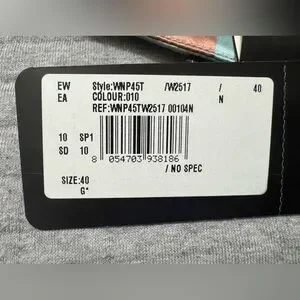 EW Style:WNP45T /W2517 / 40
EA COLOUR:010 N
REF:WNP45TW2517 00104N
10 SP1
SD 10
8 054703 938186
/ NO SPEC
SIZE:40
G*